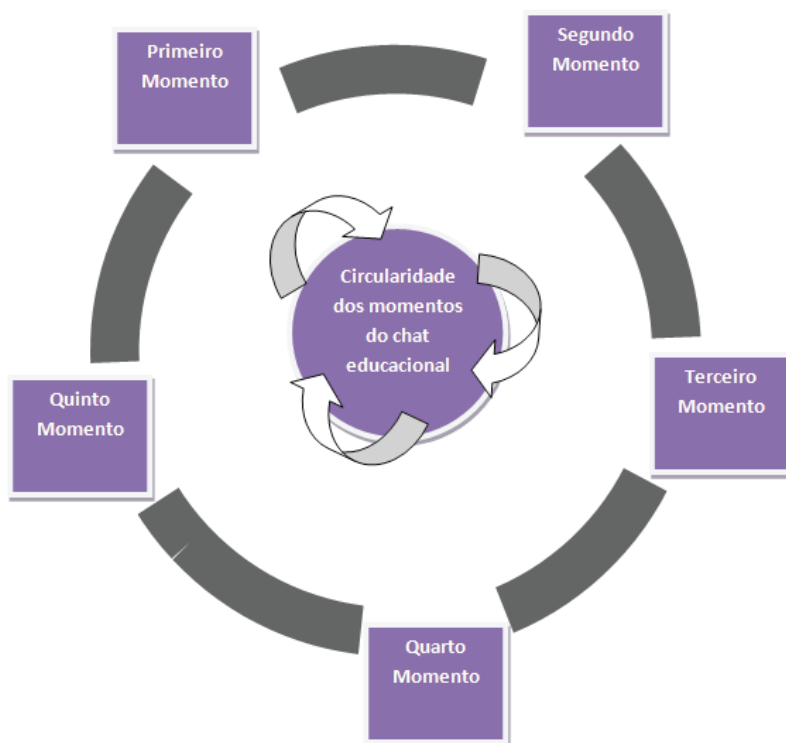 Primeiro
Momento
Segundo
Momento
Circularidade
dos momentos
do chat
educacional
Terceiro
Momento
Quinto
Momento
Quarto
Momento